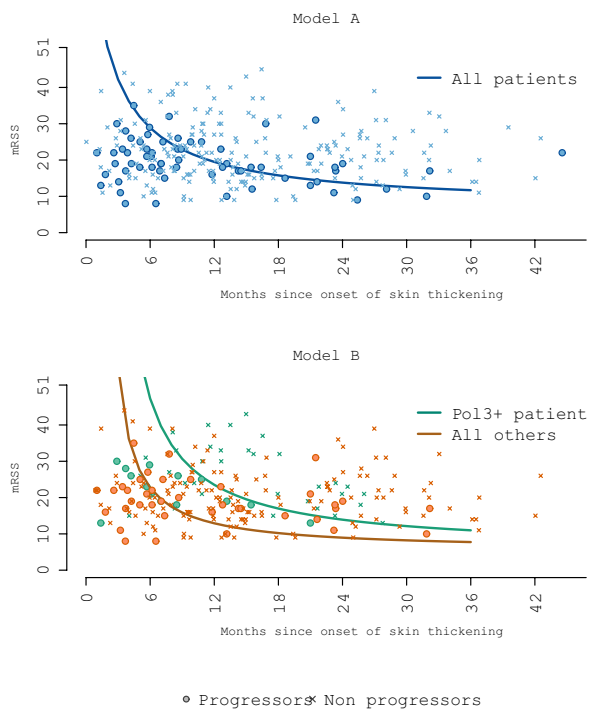 Model A
51
40
30
20
10
0
mRSS
All patients
0 6 12 18 24 30 36 42
Months since onset of skin thickening
Model B
51
40
30
20
10
0
mRSS
Pol3+ patient
All others
0 6 12 18 24 30 36 42
Months since onset of skin thickening
Progressors Non progressors